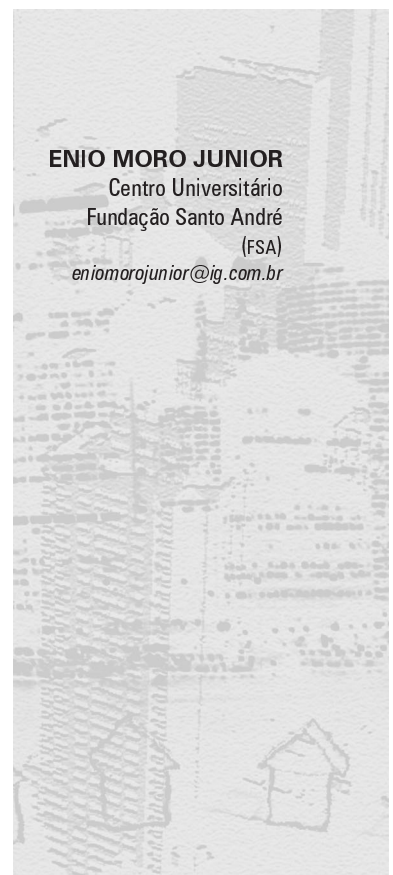 ENIO MORO JUNIOR
Centro Universitário
Fundação Santo André
(FSA)
eniomorojunior@ig.com.br